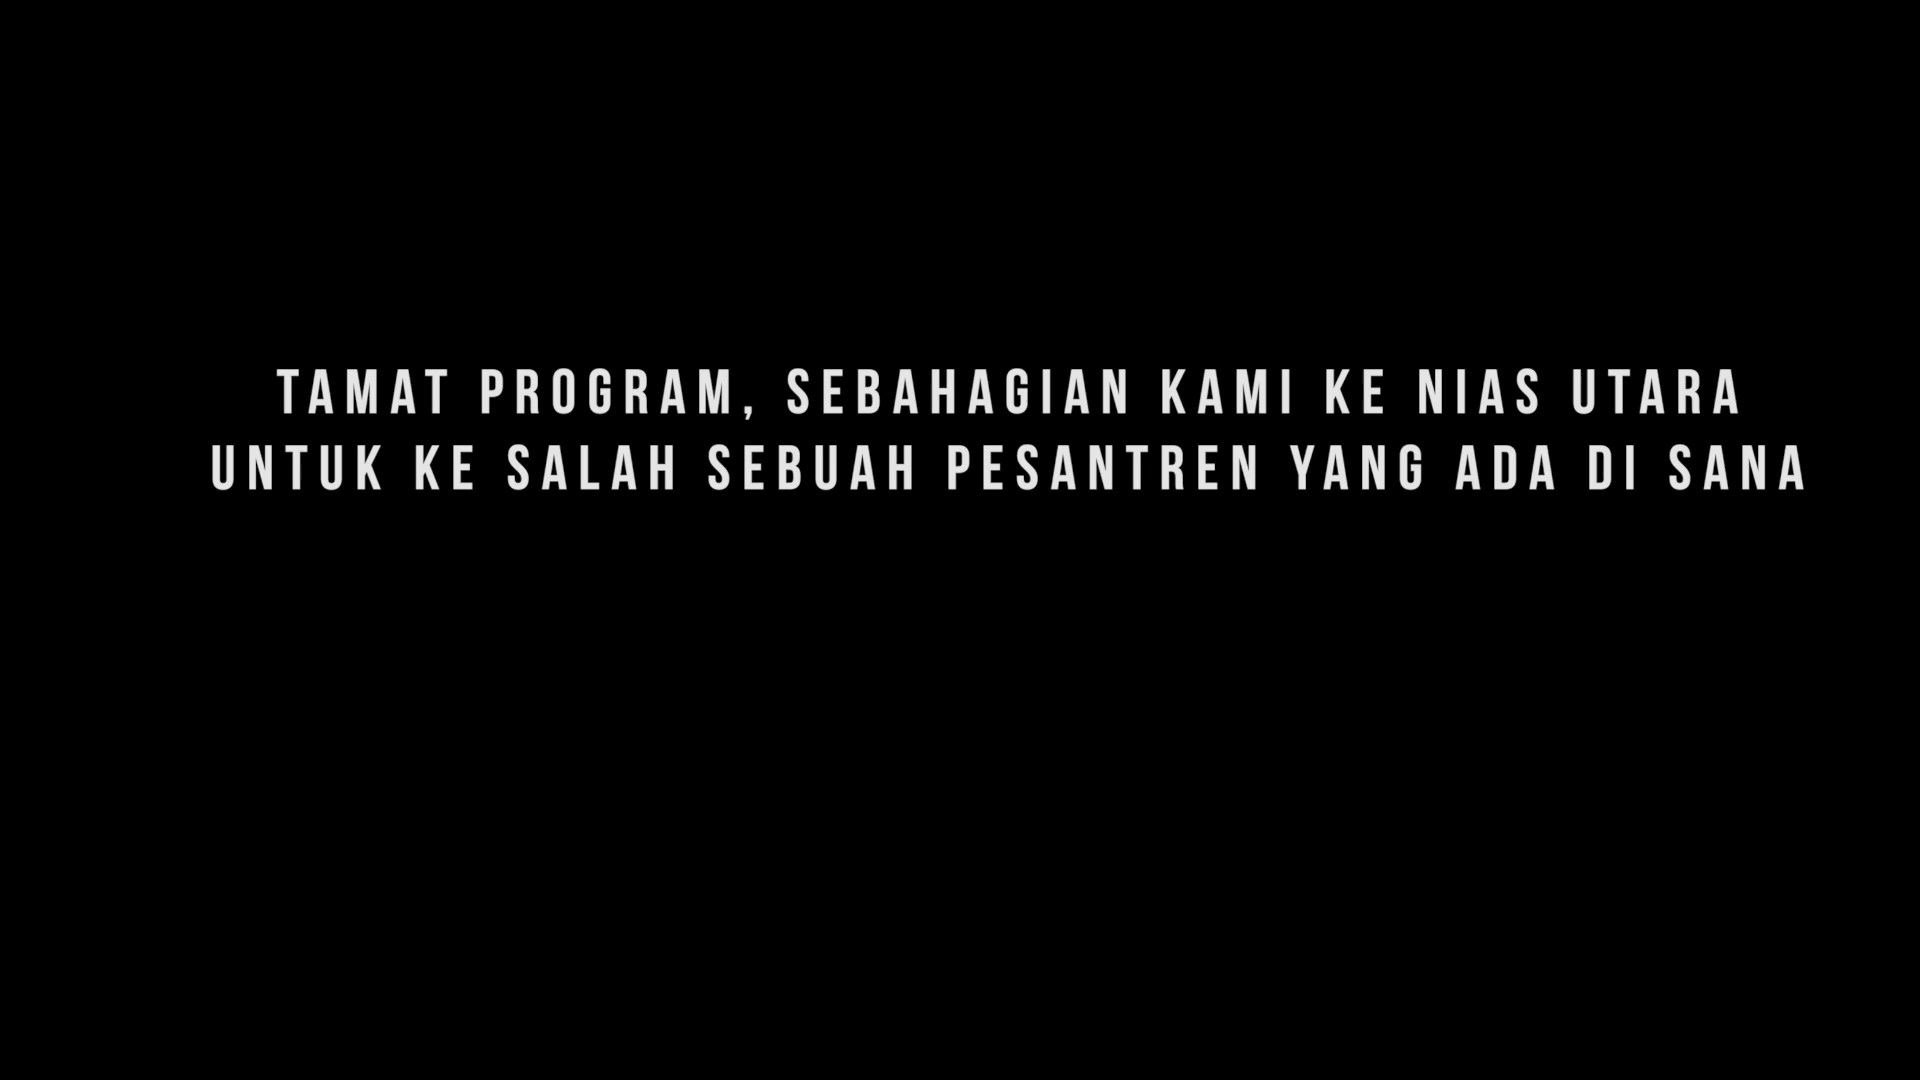 TAMAT PROGRAM, SEBAHAGIAN KAMI KE NIAS UTARA
UNTUK KE SALAH SEBUAH PESANTREN YANG ADA DI SANA